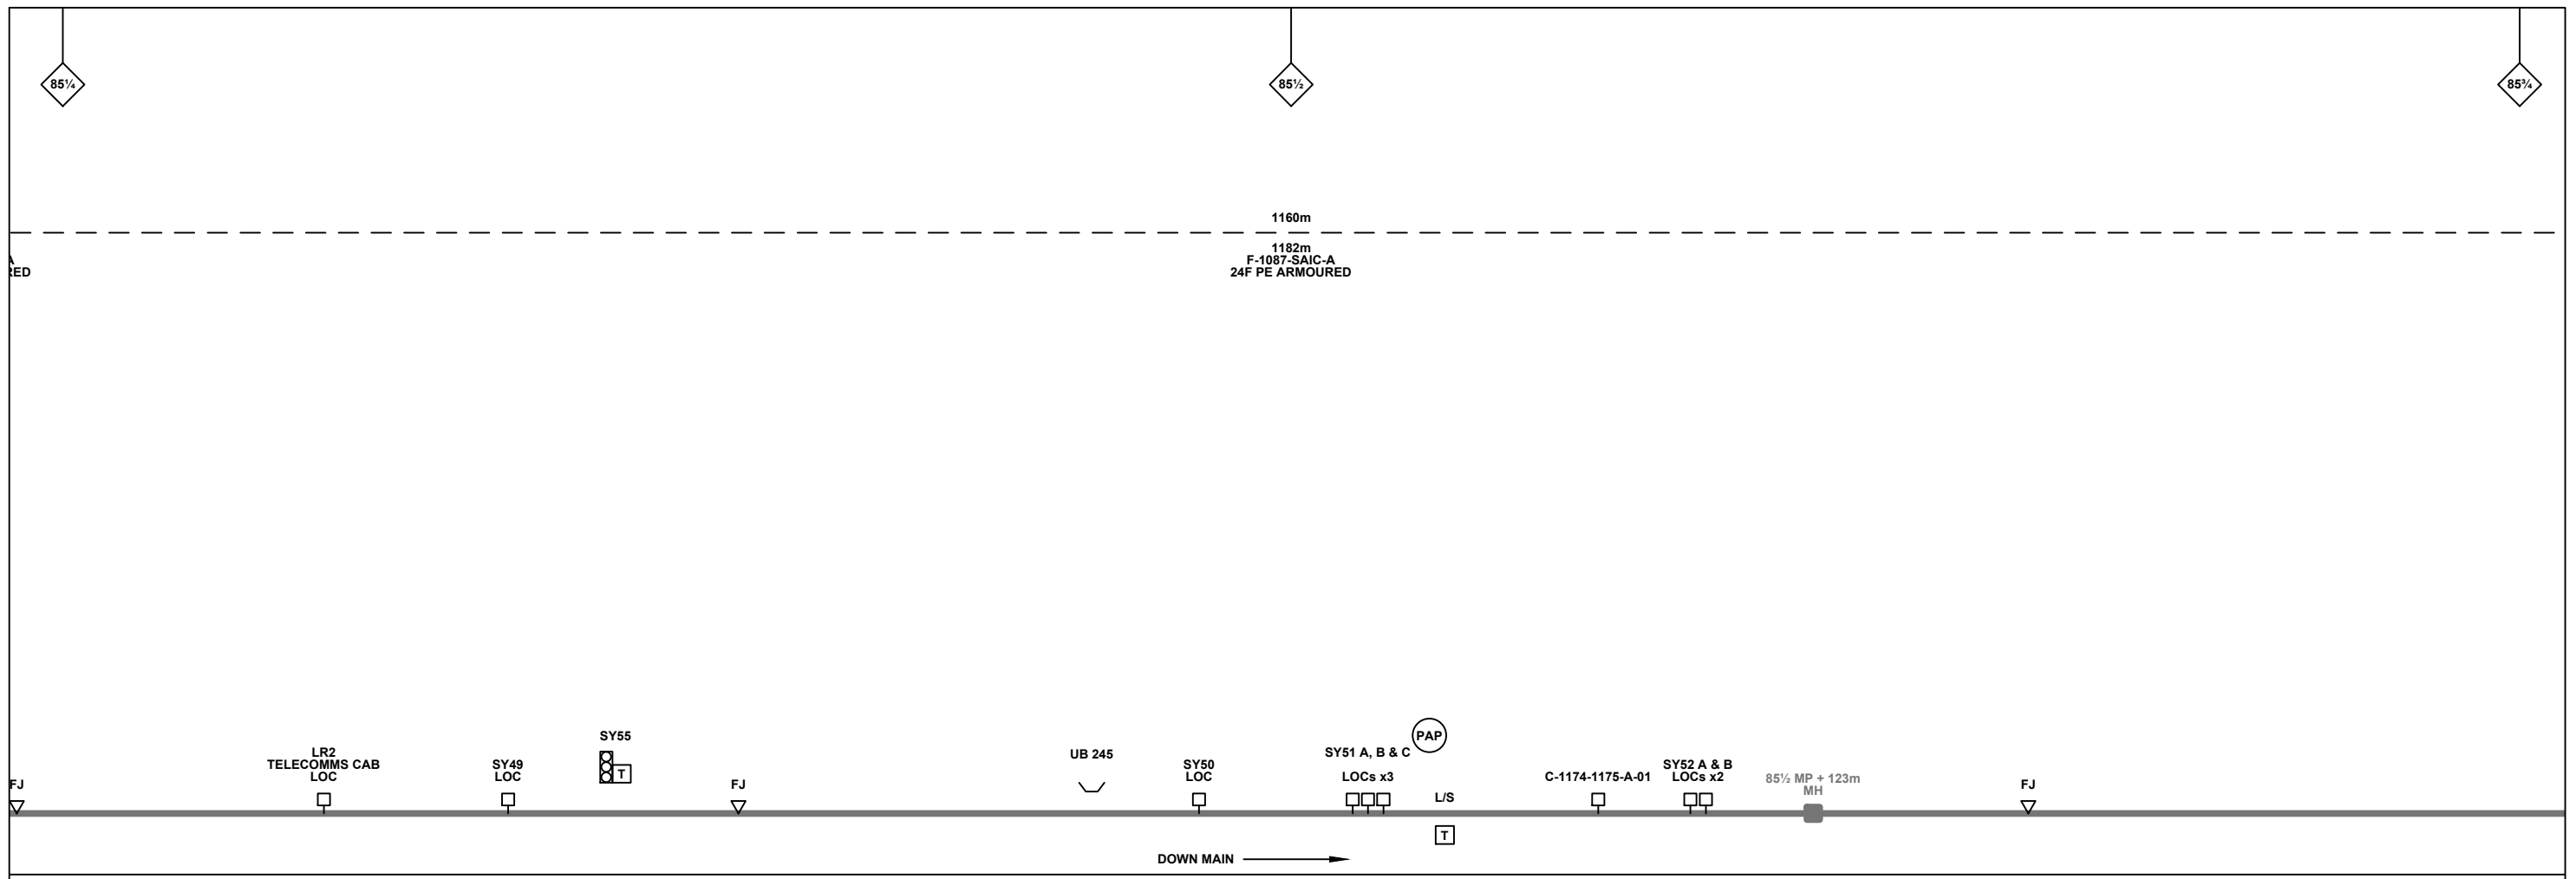 85¼
85½
85¾
1160m
1182m
F-1087-SAIC-A
24F PE ARMOURED
A
RED
FJ
LR2
TELECOMMS CAB
LOC
SY49
LOC
SY55
T
FJ
UB 245
SY50
LOC
SY51 A, B & C
LOCs x3
PAP
L/S
T
C-1174-1175-A-01
SY52 A & B
LOCs x2
85½ MP + 123m
MH
FJ
DOWN MAIN